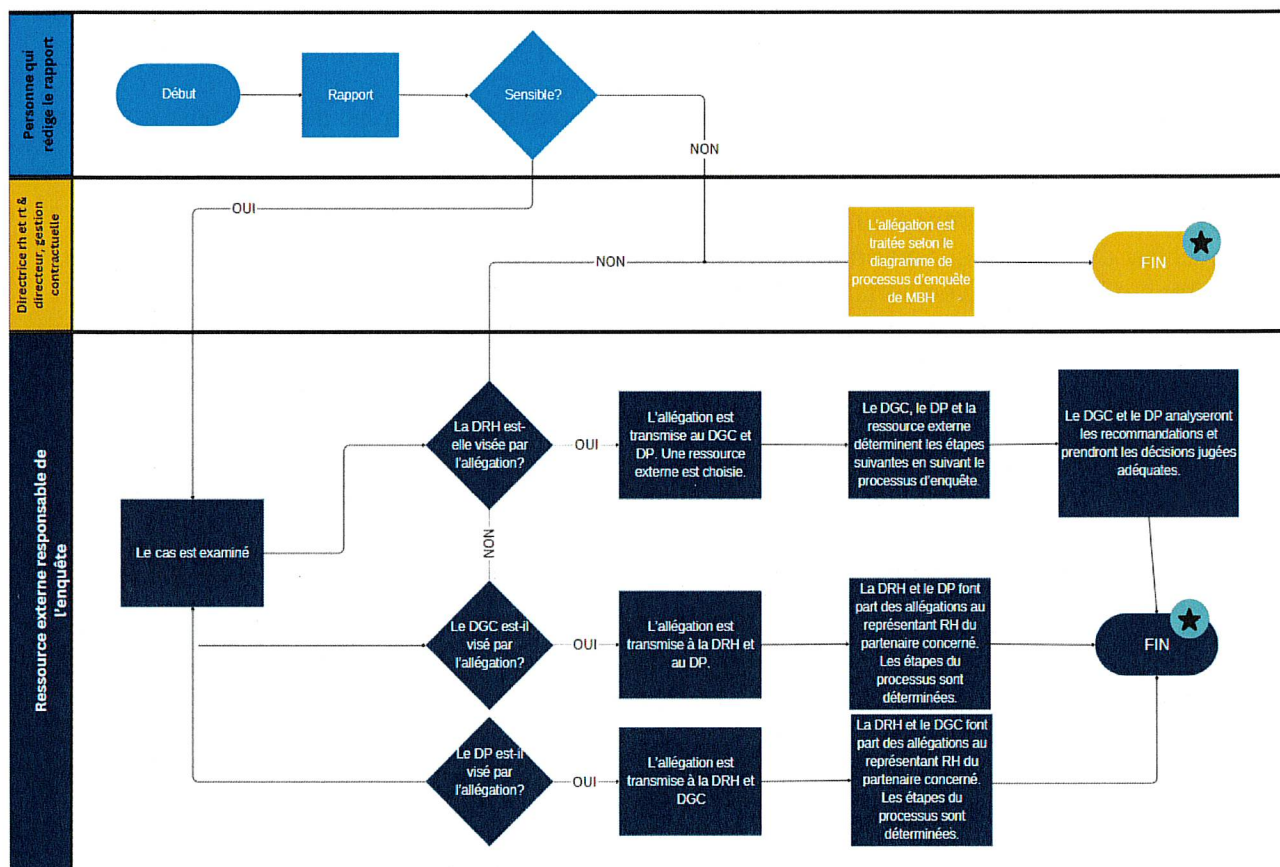 Personne qui
rédige le rapport
Début
Rapport
Sensible?
NON
OUI
Directrice rh et rt &
directeur, gestion
contractuelle
NON
L'allégation est
traitée selon le
diagramme de
processus d'enquête
de MBH
FIN
Ressource externe responsable de
l'enquête
Le cas est examiné
La DRH est-
elle visée par
l'allégation?
OUI
L'allégation est
transmise au DGC et
DP. Une ressource
externe est choisie.
Le DGC, le DP et la
ressource externe
déterminent les étapes
suivantes en suivant le
processus d'enquête
Le DGC et le DP analyseront
les recommandations et
prendront les décisions jugées
adéquates.
NON
Le DGC est-il
visé par
l'allégation?
OUI
L'allégation est
transmise à la DRH et
au DP.
La DRH et le DP font
part des allégations au
représentant RH du
partenaire concerné.
Les étapes du
processus sont
déterminées.
FIN
Le DP est-il
visé par
l'allégation?
OUI
L'allégation est
transmise à la DRH et
DGC
La DRH et le DGC font
part des allégations au
représentant RH du
partenaire concerné.
Les étapes du
processus sont
déterminées.